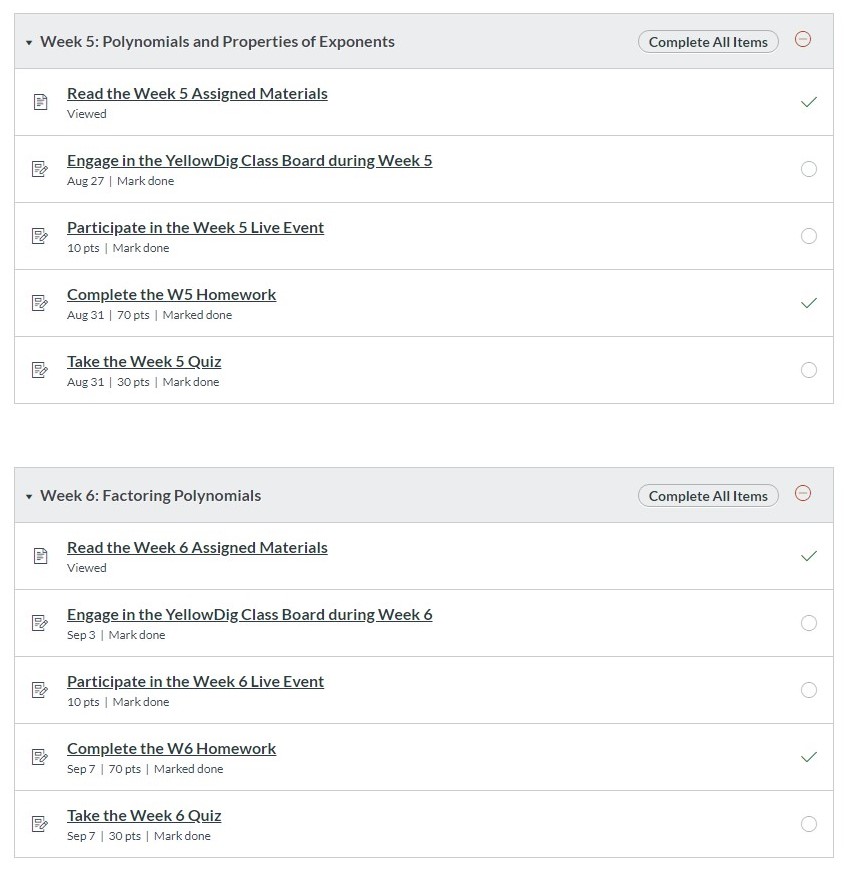 Week 5: Polynomials and Properties of Exponents Complete All Items
Read the Week 5 Assigned Materials
Viewed
Engage in the YellowDig Class Board during Week 5
Aug 27 | Mark done
Participate in the Week 5 Live Event
10 pts | Mark done
Complete the W5 Homework
Aug 31 | 70 pts | Marked done
Take the Week 5 Quiz
Aug 31 | 30 pts | Mark done
Week 6: Factoring Polynomials Complete All Items
Read the Week 6 Assigned Materials
Viewed
Engage in the YellowDig Class Board during Week 6
Sep 3 | Mark done
Participate in the Week 6 Live Event
10 pts | Mark done
Complete the W6 Homework
Sep 7 | 70 pts | Marked done
Take the Week 6 Quiz
Sep 7 | 30 pts | Mark done